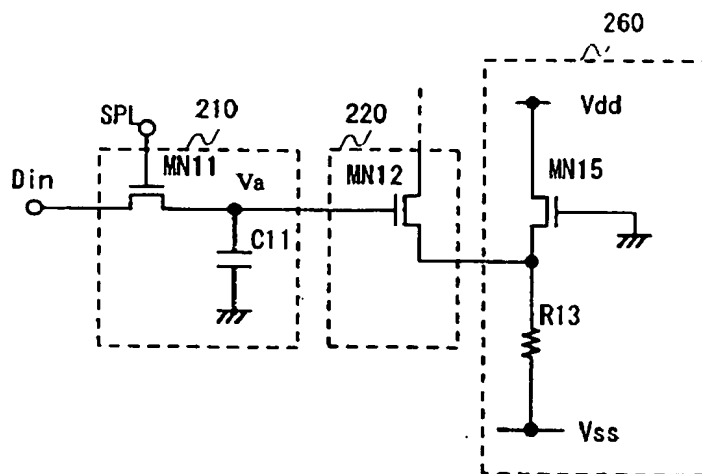 260
SPL
210
220
Vdd
MN11
Din
Va
MN12
MN15
C11
R13
Vss